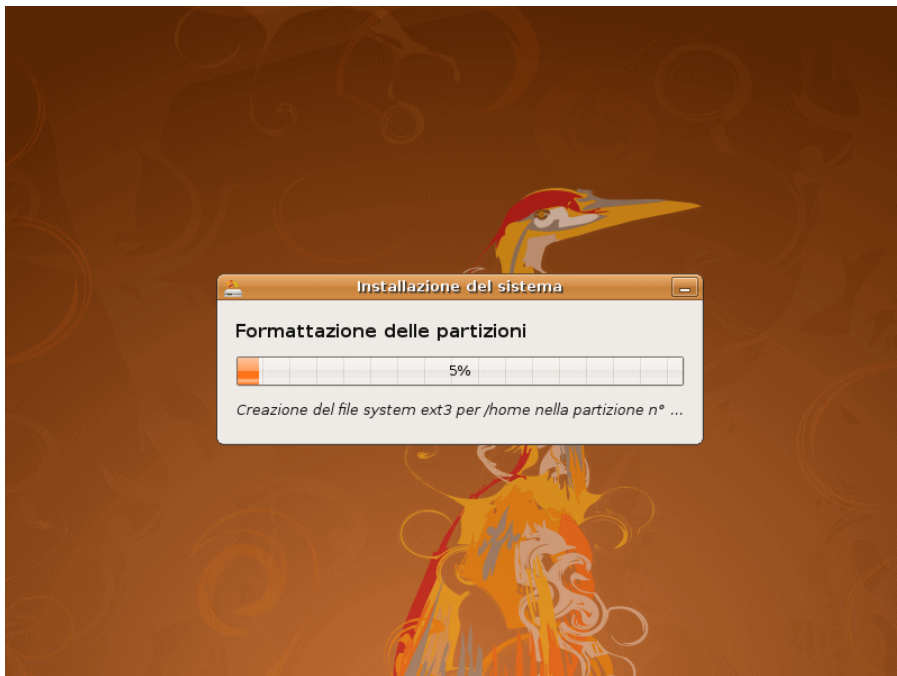 Installazione del sistema
Formattazione delle partizioni
5%
Creazione del file system ext3 per /home nella partizione n° ...